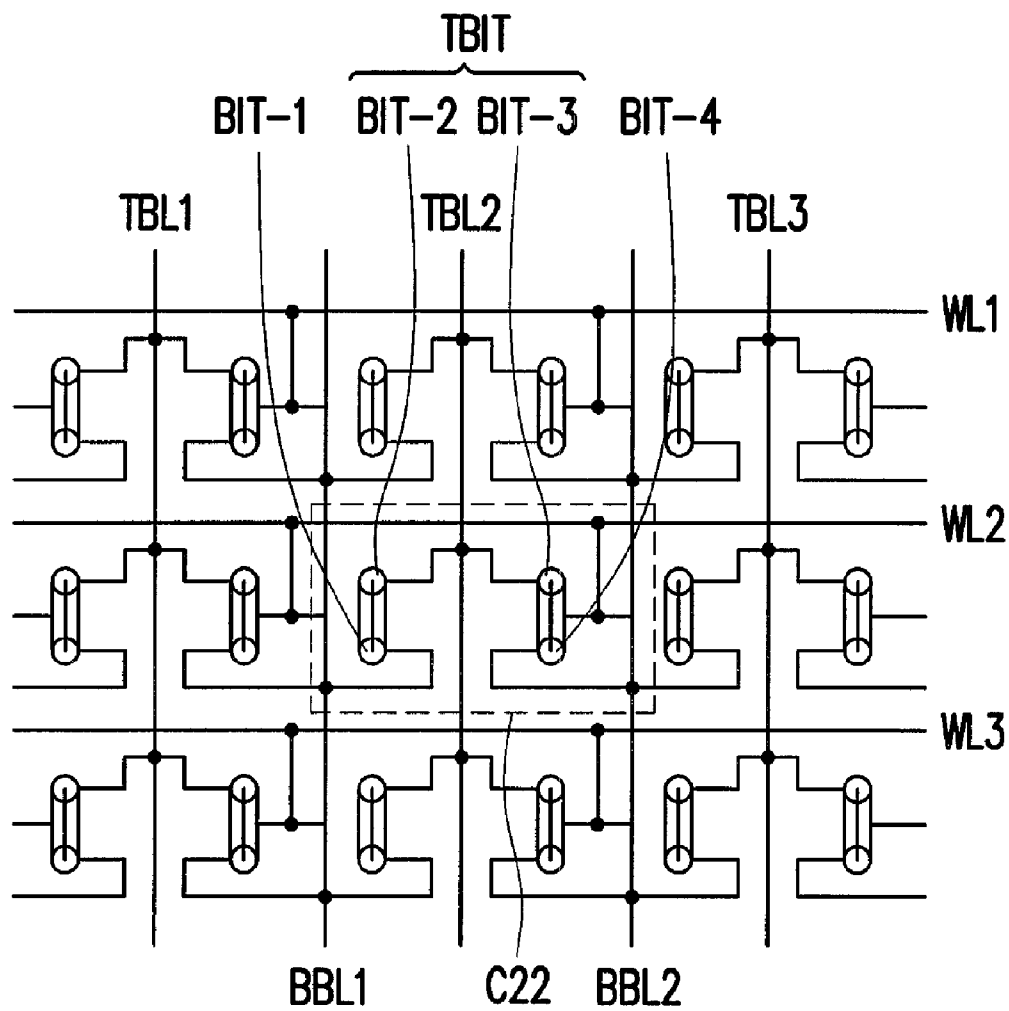 TBIT
BIT-1 BIT-2 BIT-3 BIT-4
TBL1 TBL2 TBL3
WL1
WL2
WL3
BBL1 C22 BBL2